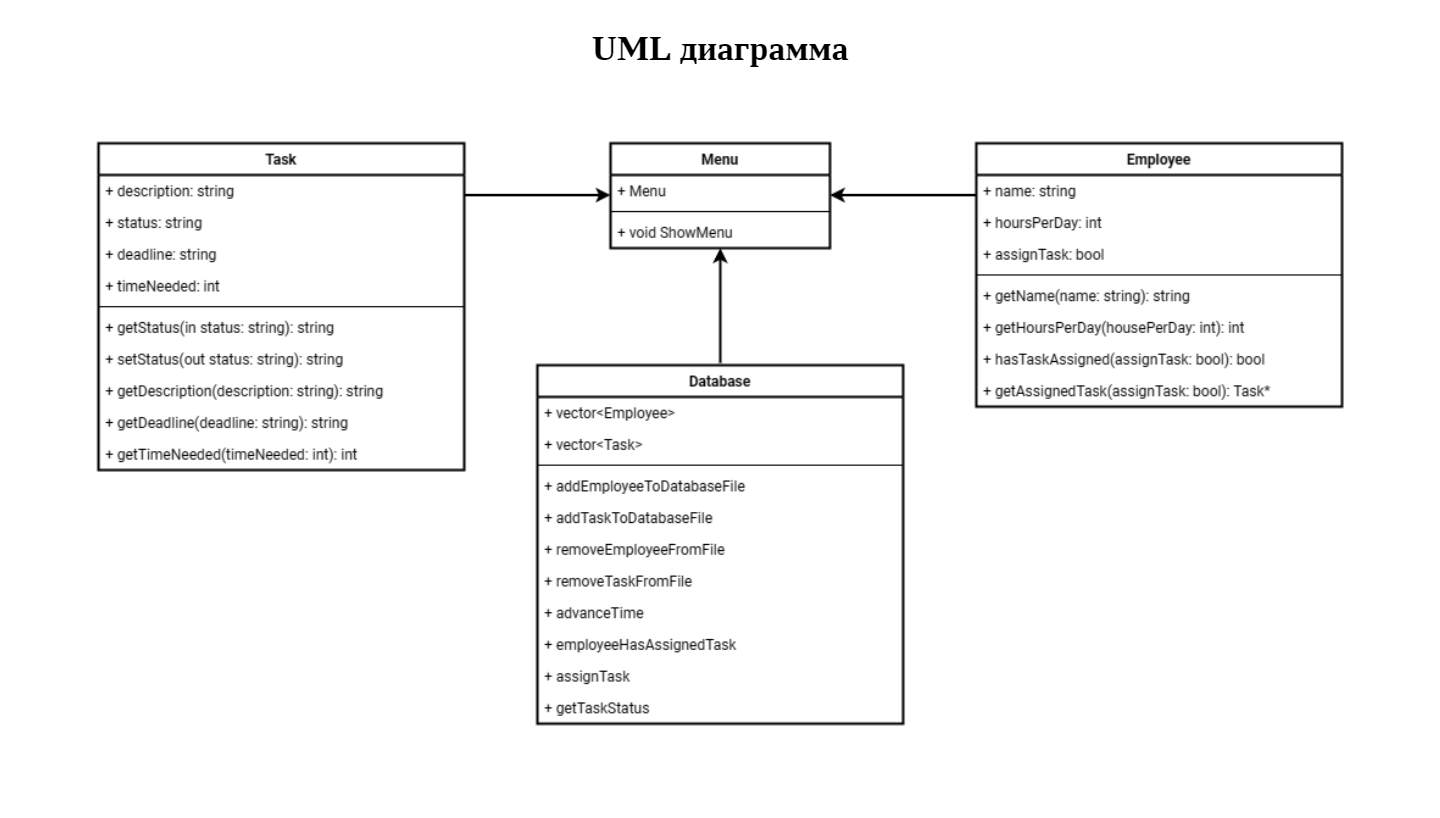 UML диаграмма
Task
+ description: string
+ status: string
+ deadline: string
+ timeNeeded: int
+ getStatus(in status: string): string
+ setStatus(out status: string): string
+ getDescription(description: string): string
+ getDeadline(deadline: string): string
+ getTimeNeeded(timeNeeded: int): int
Menu
+ Menu
+ void ShowMenu
Employee
+ name: string
+ hoursPerDay: int
+ assignTask: bool
+ getName(name: string): string
+ getHoursPerDay(housePerDay: int): int
+ hasTaskAssigned(assignTask: bool): bool
+ getAssignedTask(assignTask: bool): Task*
Database
+ vector<Employee>
+ vector<Task>
+ addEmployeeToDatabaseFile
+ addTaskToDatabaseFile
+ removeEmployeeFromFile
+ removeTaskFromFile
+ advanceTime
+ employeeHasAssignedTask
+ assignTask
+ getTaskStatus